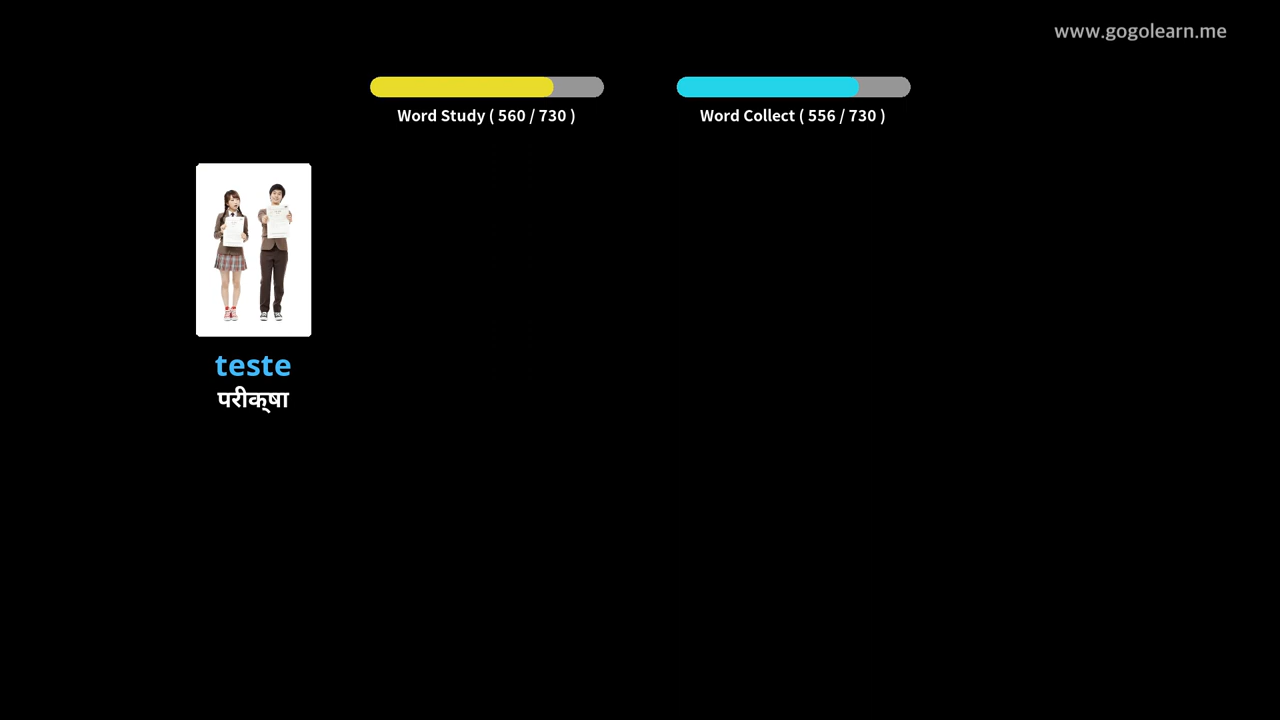 www.gogolearn.me
Word Study ( 560 / 730 )
Word Collect ( 556 / 730 )
teste
परीक्‌षा